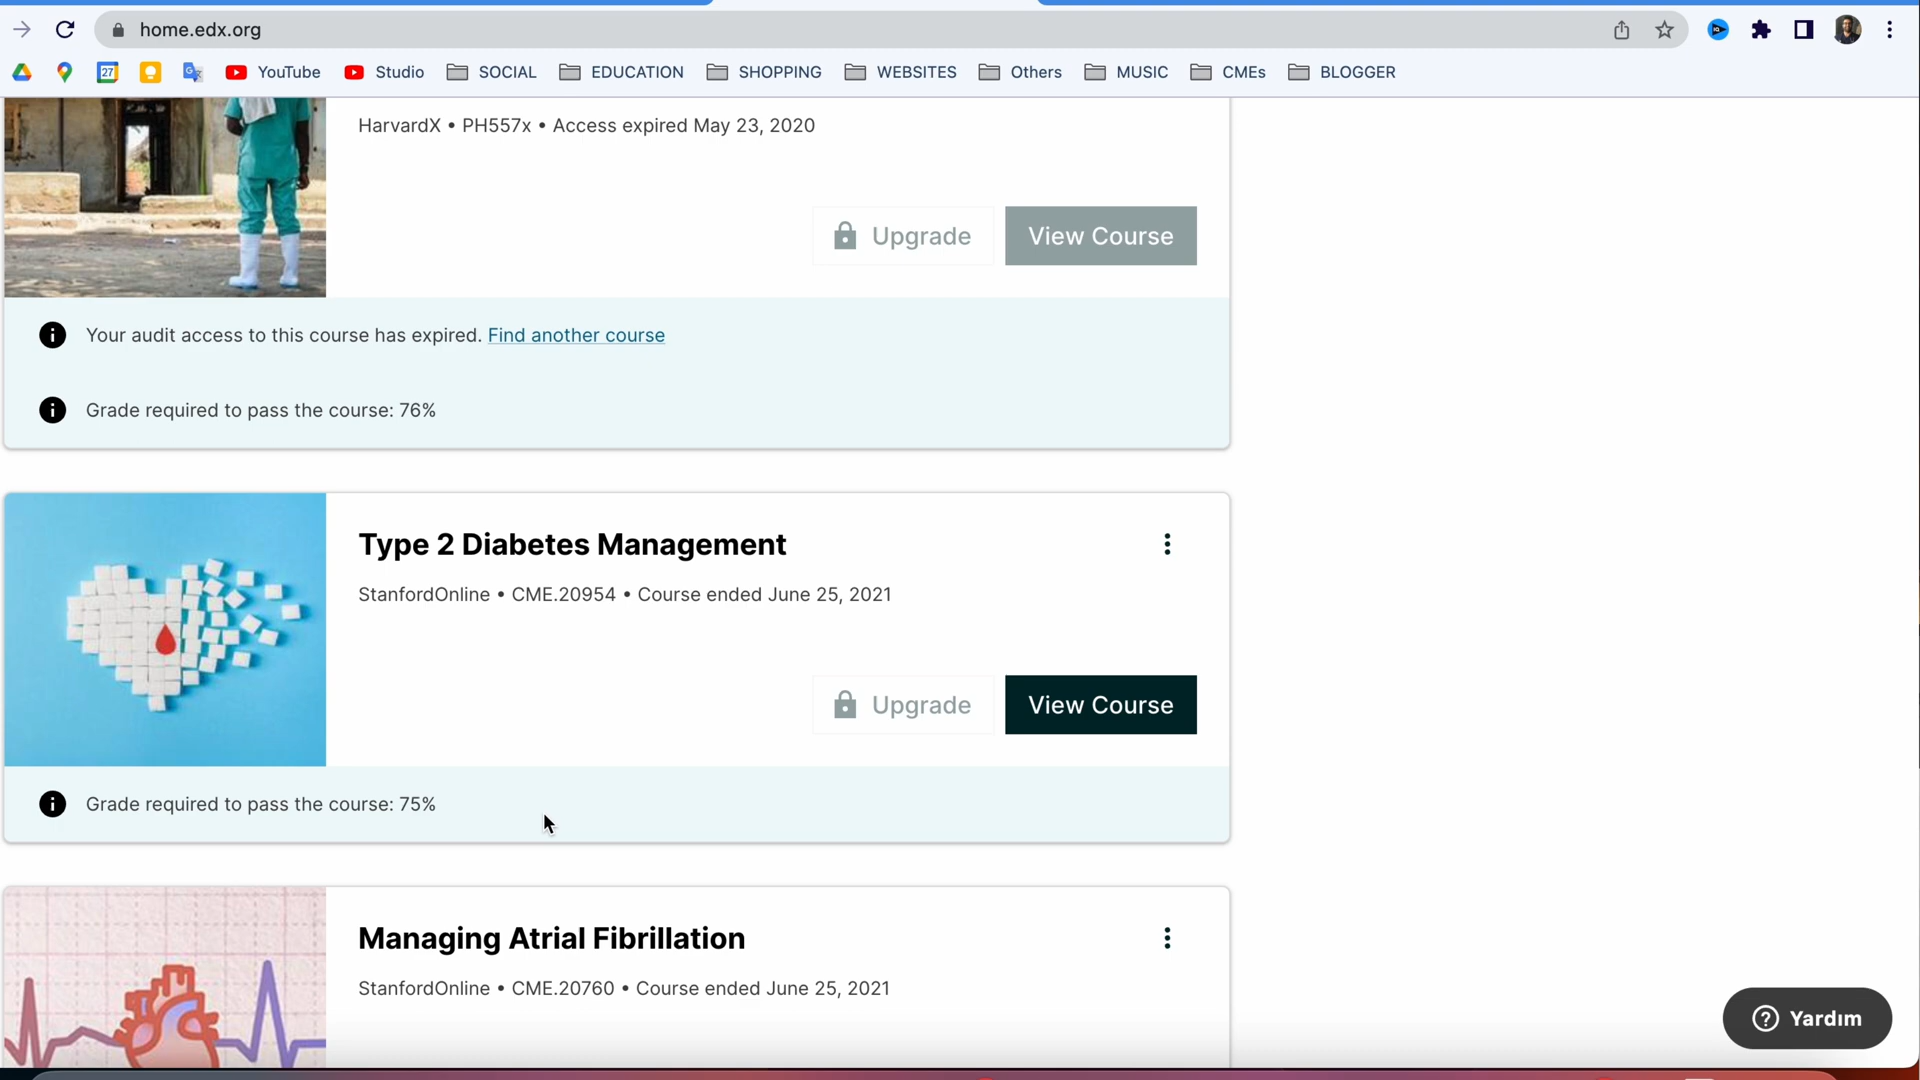 home.edx.org
27
YouTube
Studio
SOCIAL
EDUCATION
SHOPPING
WEBSITES
Others
MUSIC
CMEs
BLOGGER
HarvardX • PH557x • Access expired May 23, 2020
Upgrade
View Course
Your audit access to this course has expired. Find another course
Grade required to pass the course: 76%
Type 2 Diabetes Management
StanfordOnline • CME.20954 • Course ended June 25, 2021
Upgrade
View Course
Grade required to pass the course: 75%
Managing Atrial Fibrillation
StanfordOnline • CME.20760 • Course ended June 25, 2021
Yardım